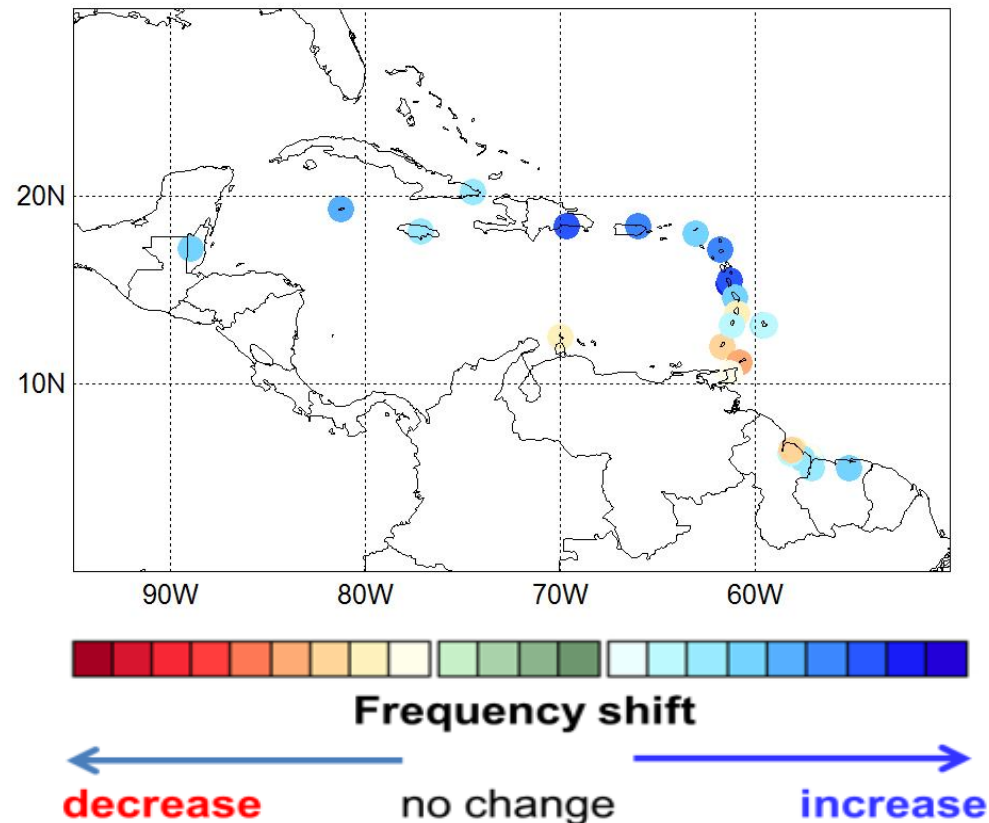 20N
10N
90W 80W 70W 60W
Frequency shift
decrease no change increase